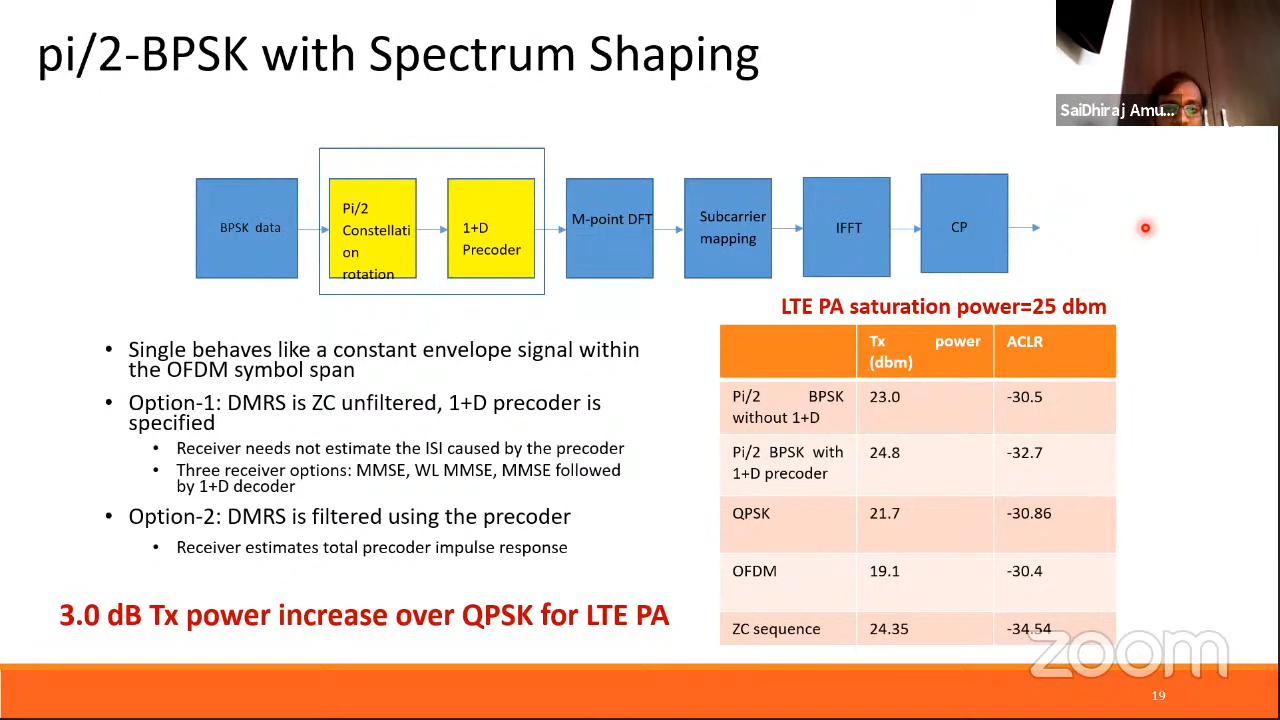 pi/2-BPSK with Spectrum Shaping
SaiDhiraj Amu...
BPSK data
Pi/2
Constellati
on
rotation
1+D
Precoder
M-point DFT
Subcarrier
mapping
IFFT
CP
LTE PA saturation power=25 dbm
• Single behaves like a constant envelope signal within
the OFDM symbol span
• Option-1: DMRS is ZC unfiltered, 1+D precoder is
specified
• Receiver needs not estimate the ISI caused by the precoder
• Three receiver options: MMSE, WL MMSE, MMSE followed
by 1+D decoder
• Option-2: DMRS is filtered using the precoder
• Receiver estimates total precoder impulse response
3.0 dB Tx power increase over QPSK for LTE PA
Tx power
(dbm)
ACLR
Pi/2 BPSK
without 1+D
23.0
-30.5
Pi/2 BPSK with
1+D precoder
24.8
-32.7
QPSK
21.7
-30.86
OFDM
19.1
-30.4
ZC sequence
24.35
-34.54
zoom
19